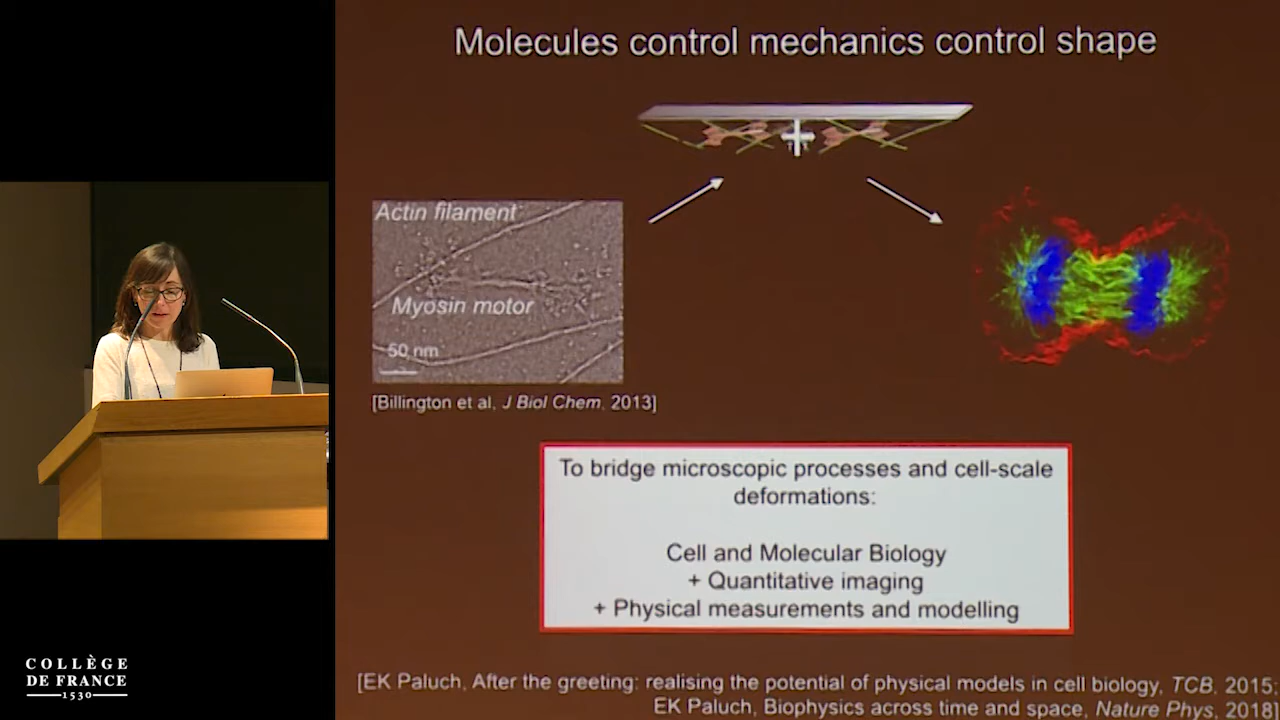 Molecules control mechanics control shape
Actin filament
Myosin motor
50 nm
[Billington et al, J Biol Chem, 2013]
To bridge microscopic processes and cell-scale
deformations:
Cell and Molecular Biology
+ Quantitative imaging
+ Physical measurements and modelling
[EK Paluch, After the greeting: realising the potential of physical models in cell biology, TCB, 2015;
EK Paluch, Biophysics across time and space, Nature Phys, 2018]
COLLÈGE
DE FRANCE
1530